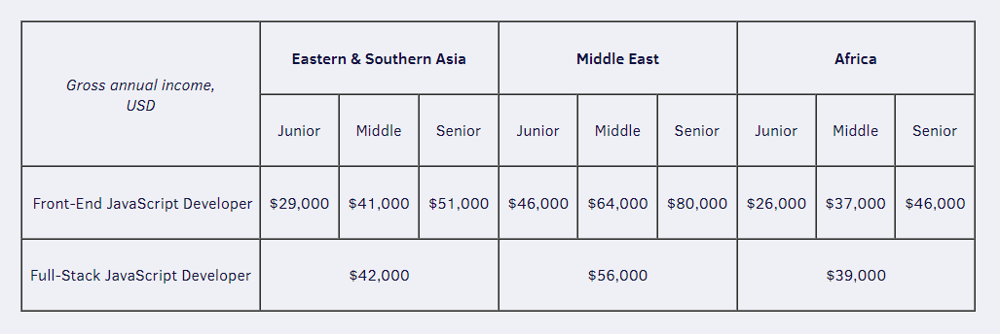 Gross annual income,
USD
Eastern & Southern Asia
Middle East
Africa
Junior
Middle
Senior
Junior
Middle
Senior
Junior
Middle
Senior
Front-End JavaScript Developer
$29,000
$41,000
$51,000
$46,000
$64,000
$80,000
$26,000
$37,000
$46,000
Full-Stack JavaScript Developer
$42,000
$56,000
$39,000